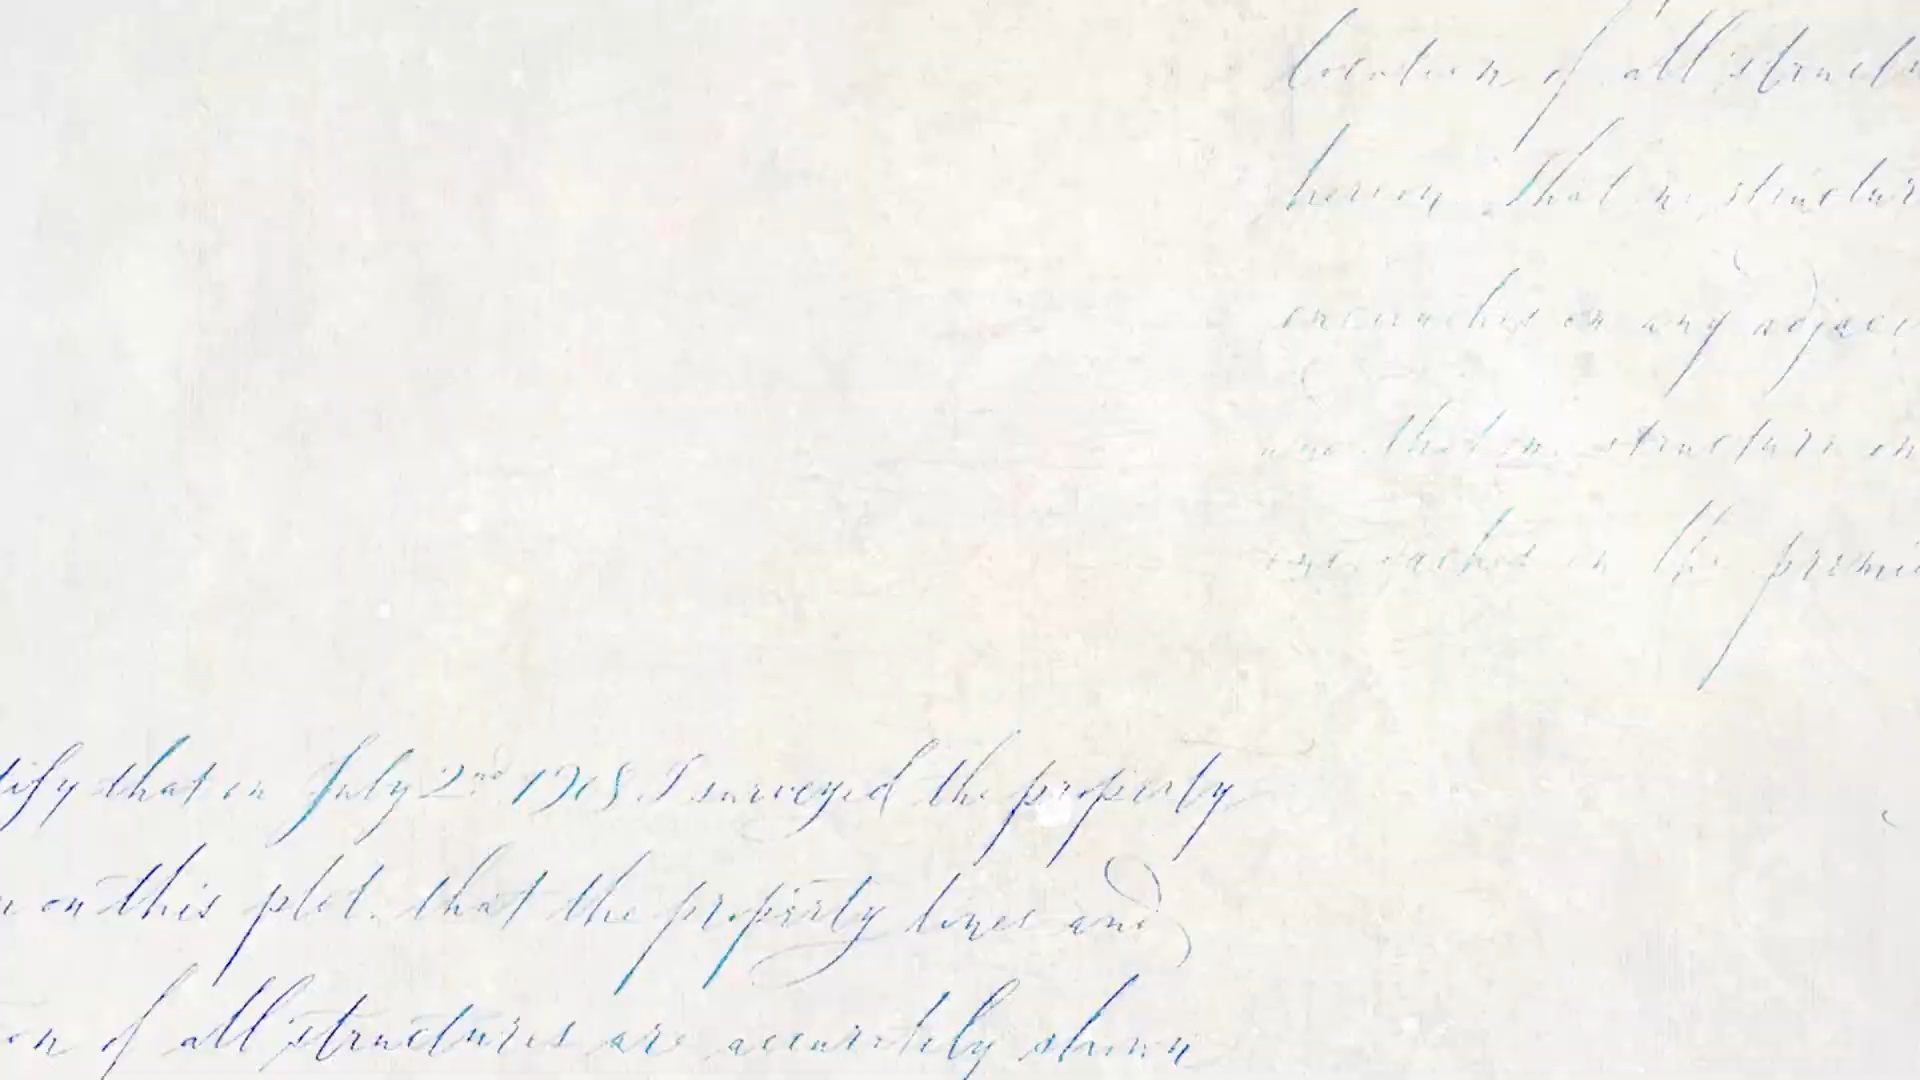 location of all structu
hereon. That no structur
encroaches on any adjace
and that no structure on
encroaches on the premi
tify that on July 2nd 1908 I surveyed the property
n on this plot. that the property lines and
on of all structures are accurately shown